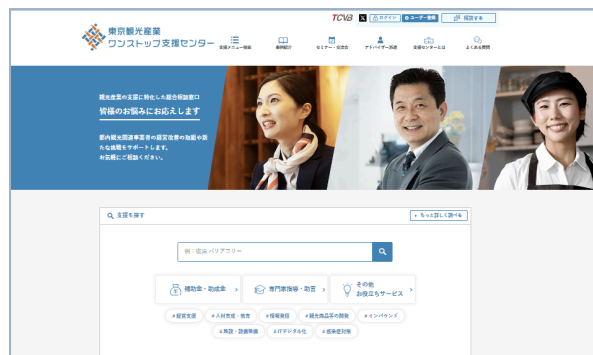 TCVB
X
ログイン
ユーザー登録
相談する
東京観光産業
ワンストップ支援センター
支援メニュー検索
事例紹介
セミナー・交流会
アドバイザー派遣
支援センターとは
よくある質問
観光産業の支援に特化した総合相談窓口
皆様のお悩みにお応えします
都内観光関連事業者の経営改善の取組や新
たな挑戦をサポートします。
お気軽にご相談ください。
支援を探す
もっと詳しく調べる
例：宿泊 バリアフリー
補助金・助成金
専門家指導・助言
その他
お役立ちサービス
#経営支援
#人材育成・教育
#情報発信
#観光商品等の開発
#インバウンド
#施設・設備整備
#ITデジタル化
#感染症対策